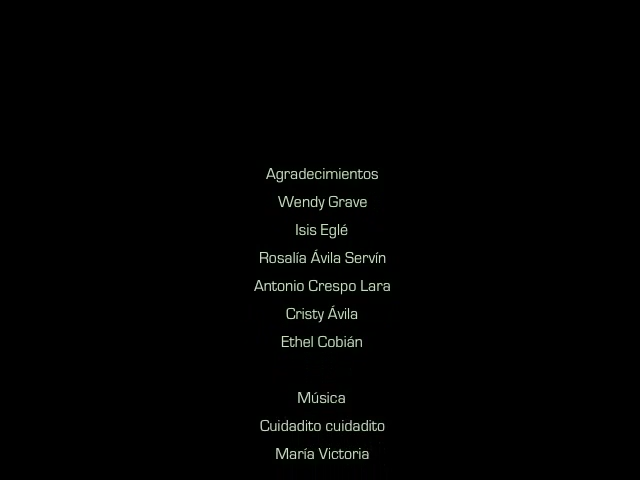 Agradecimientos
Wendy Grave
Isis Eglé
Rosalía Ávila Servín
Antonio Crespo Lara
Cristy Ávila
Ethel Cobián
Música
Cuidadito cuidadito
María Victoria